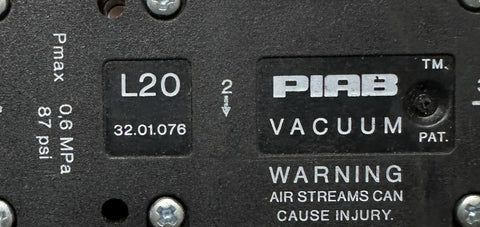 Pmax 0,6 MPa
87 psi
L20
32.01.076
2
PIAB
TM.
VACUUM
PAT.
WARNING
AIR STREAMS CAN
CAUSE INJURY.